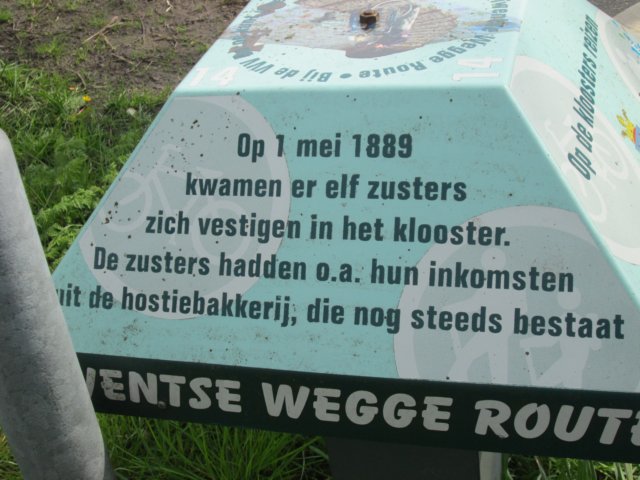 14 Wegge Route • Bij de VVV 14
Op 1 mei 1889
kwamen er elf zusters
zich vestigen in het klooster.
De zusters hadden o.a. hun inkomsten
uit de hostiebakkerij, die nog steeds bestaat
VENTSE WEGGE ROUTE
Op de kloosters reizen